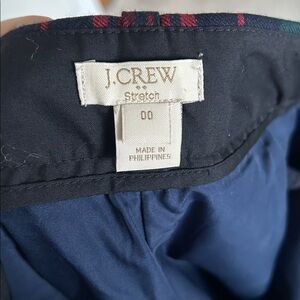 J.CREW
Stretch
00
MADE IN
PHILIPPINES